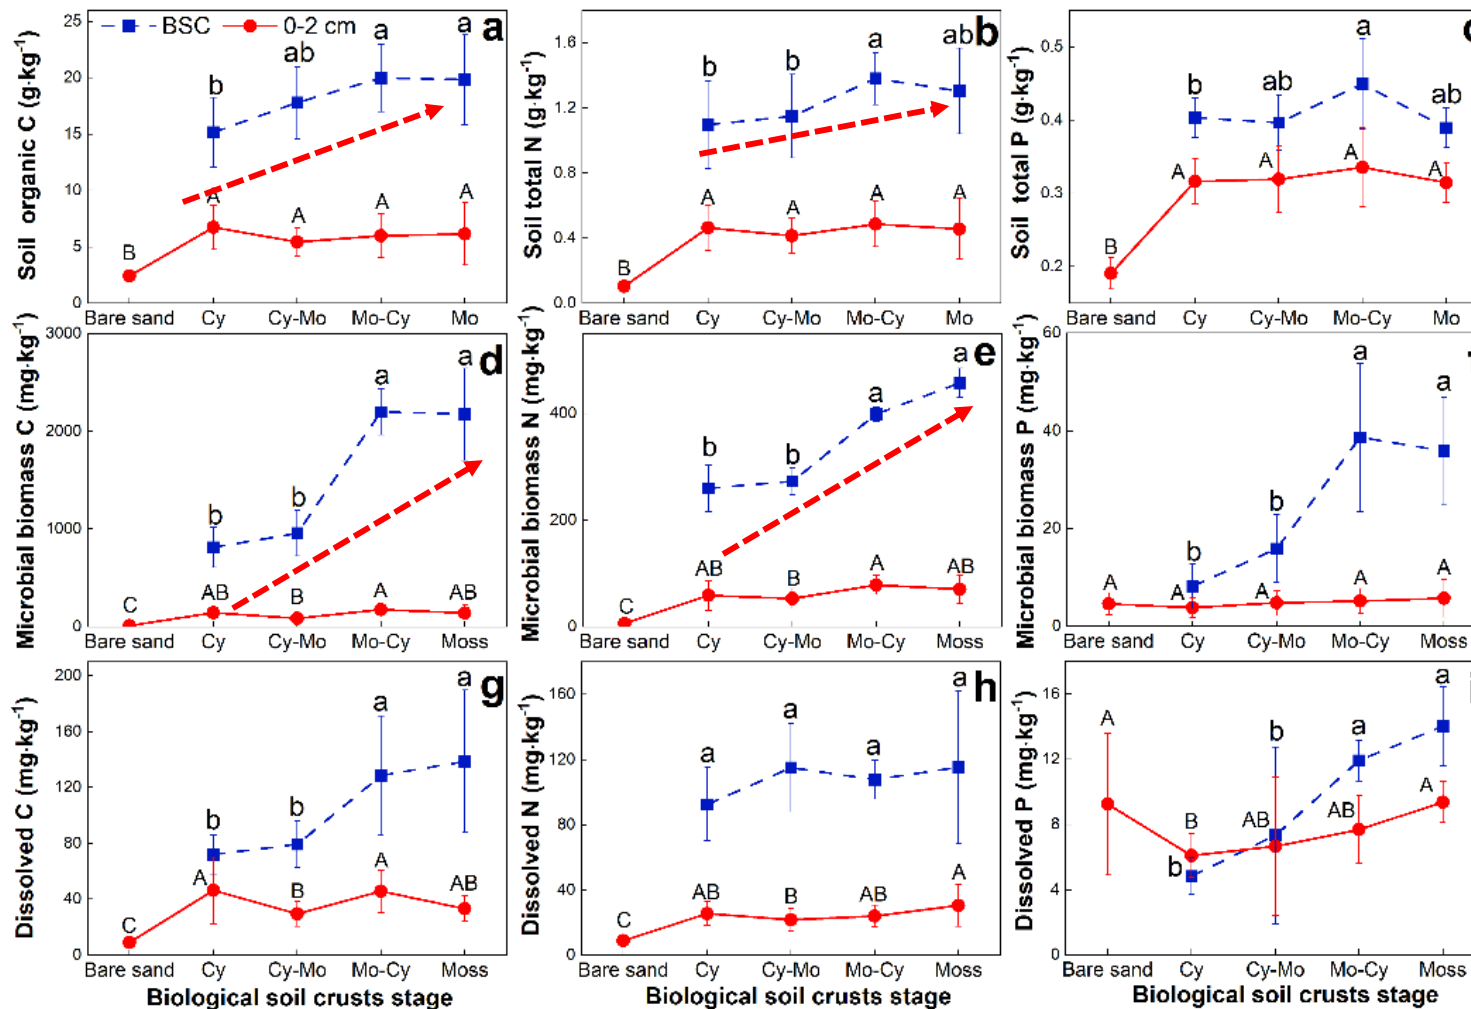 BSC 0-2 cm
a
Soil organic C (g·kg⁻¹)
25
20
15
10
5
0
b ab a a
B A A A A
Bare sand Cy Cy-Mo Mo-Cy Mo
b
Soil total N (g·kg⁻¹)
1.6
1.2
0.8
0.4
0.0
b b a ab
B A A A A
Bare sand Cy Cy-Mo Mo-Cy Mo
Soil total P (g·kg⁻¹)
0.5
0.4
0.3
0.2
b ab a ab
B A A A A
Bare sand Cy Cy-Mo Mo-Cy Mo
d
Microbial biomass C (mg·kg⁻¹)
3000
2000
1000
0
b b a a
C AB B A AB
Bare sand Cy Cy-Mo Mo-Cy Moss
e
Microbial biomass N (mg·kg⁻¹)
400
200
0
b b a a
C AB B A AB
Bare sand Cy Cy-Mo Mo-Cy Moss
Microbial biomass P (mg·kg⁻¹)
60
40
20
0
b b a a
A A A A A
Bare sand Cy Cy-Mo Mo-Cy Moss
g
Dissolved C (mg·kg⁻¹)
200
160
120
80
40
0
b b a a
C A B A AB
Bare sand Cy Cy-Mo Mo-Cy Moss
Biological soil crusts stage
h
Dissolved N (mg·kg⁻¹)
160
120
80
40
0
a a a a
C AB B AB A
Bare sand Cy Cy-Mo Mo-Cy Moss
Biological soil crusts stage
Dissolved P (mg·kg⁻¹)
16
12
8
4
0
b b a a
A B AB AB A
Bare sand Cy Cy-Mo Mo-Cy Moss
Biological soil crusts stage